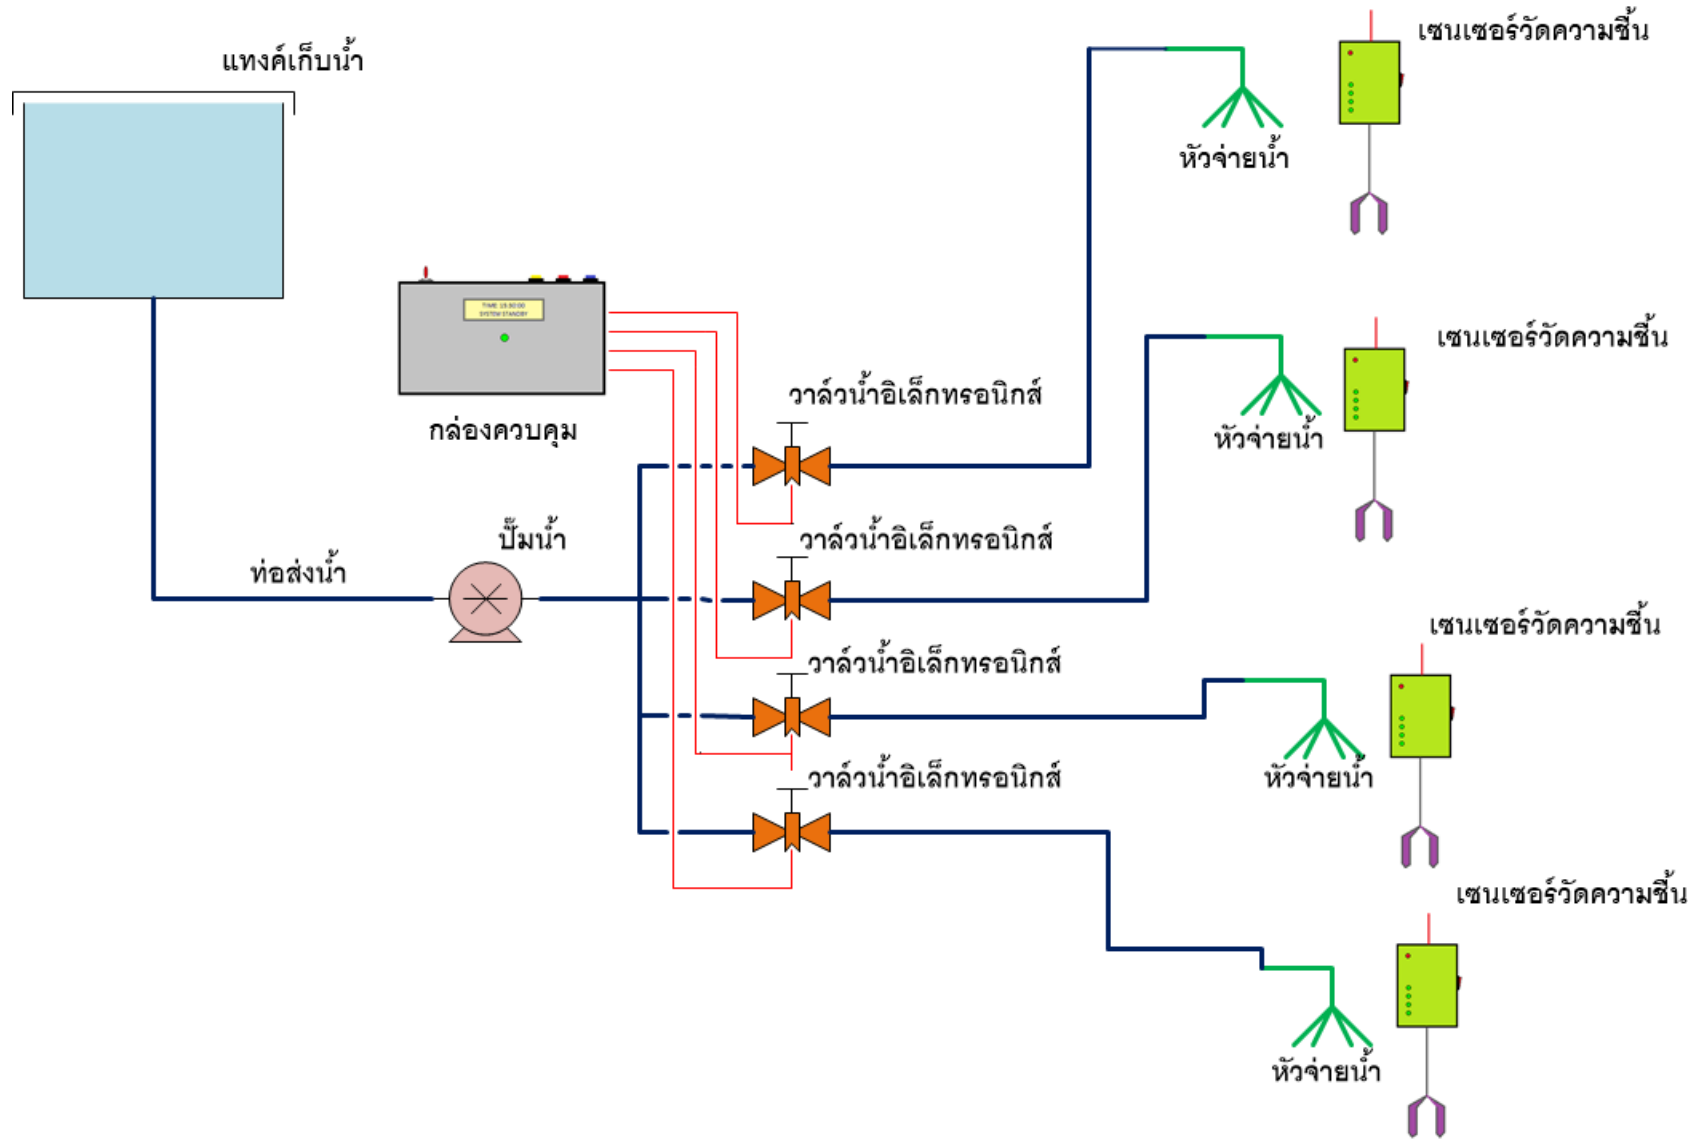 เซนเซอร์วัดความชื้น
แทงค์เก็บน้ำ
หัวจ่ายน้ำ
TIME 15:30:00
SYSTEM STANDBY
เซนเซอร์วัดความชื้น
วาล์วน้ำอิเล็กทรอนิกส์
กล่องควบคุม
หัวจ่ายน้ำ
ปั๊มน้ำ
วาล์วน้ำอิเล็กทรอนิกส์
ท่อส่งน้ำ
เซนเซอร์วัดความชื้น
วาล์วน้ำอิเล็กทรอนิกส์
วาล์วน้ำอิเล็กทรอนิกส์
หัวจ่ายน้ำ
เซนเซอร์วัดความชื้น
หัวจ่ายน้ำ